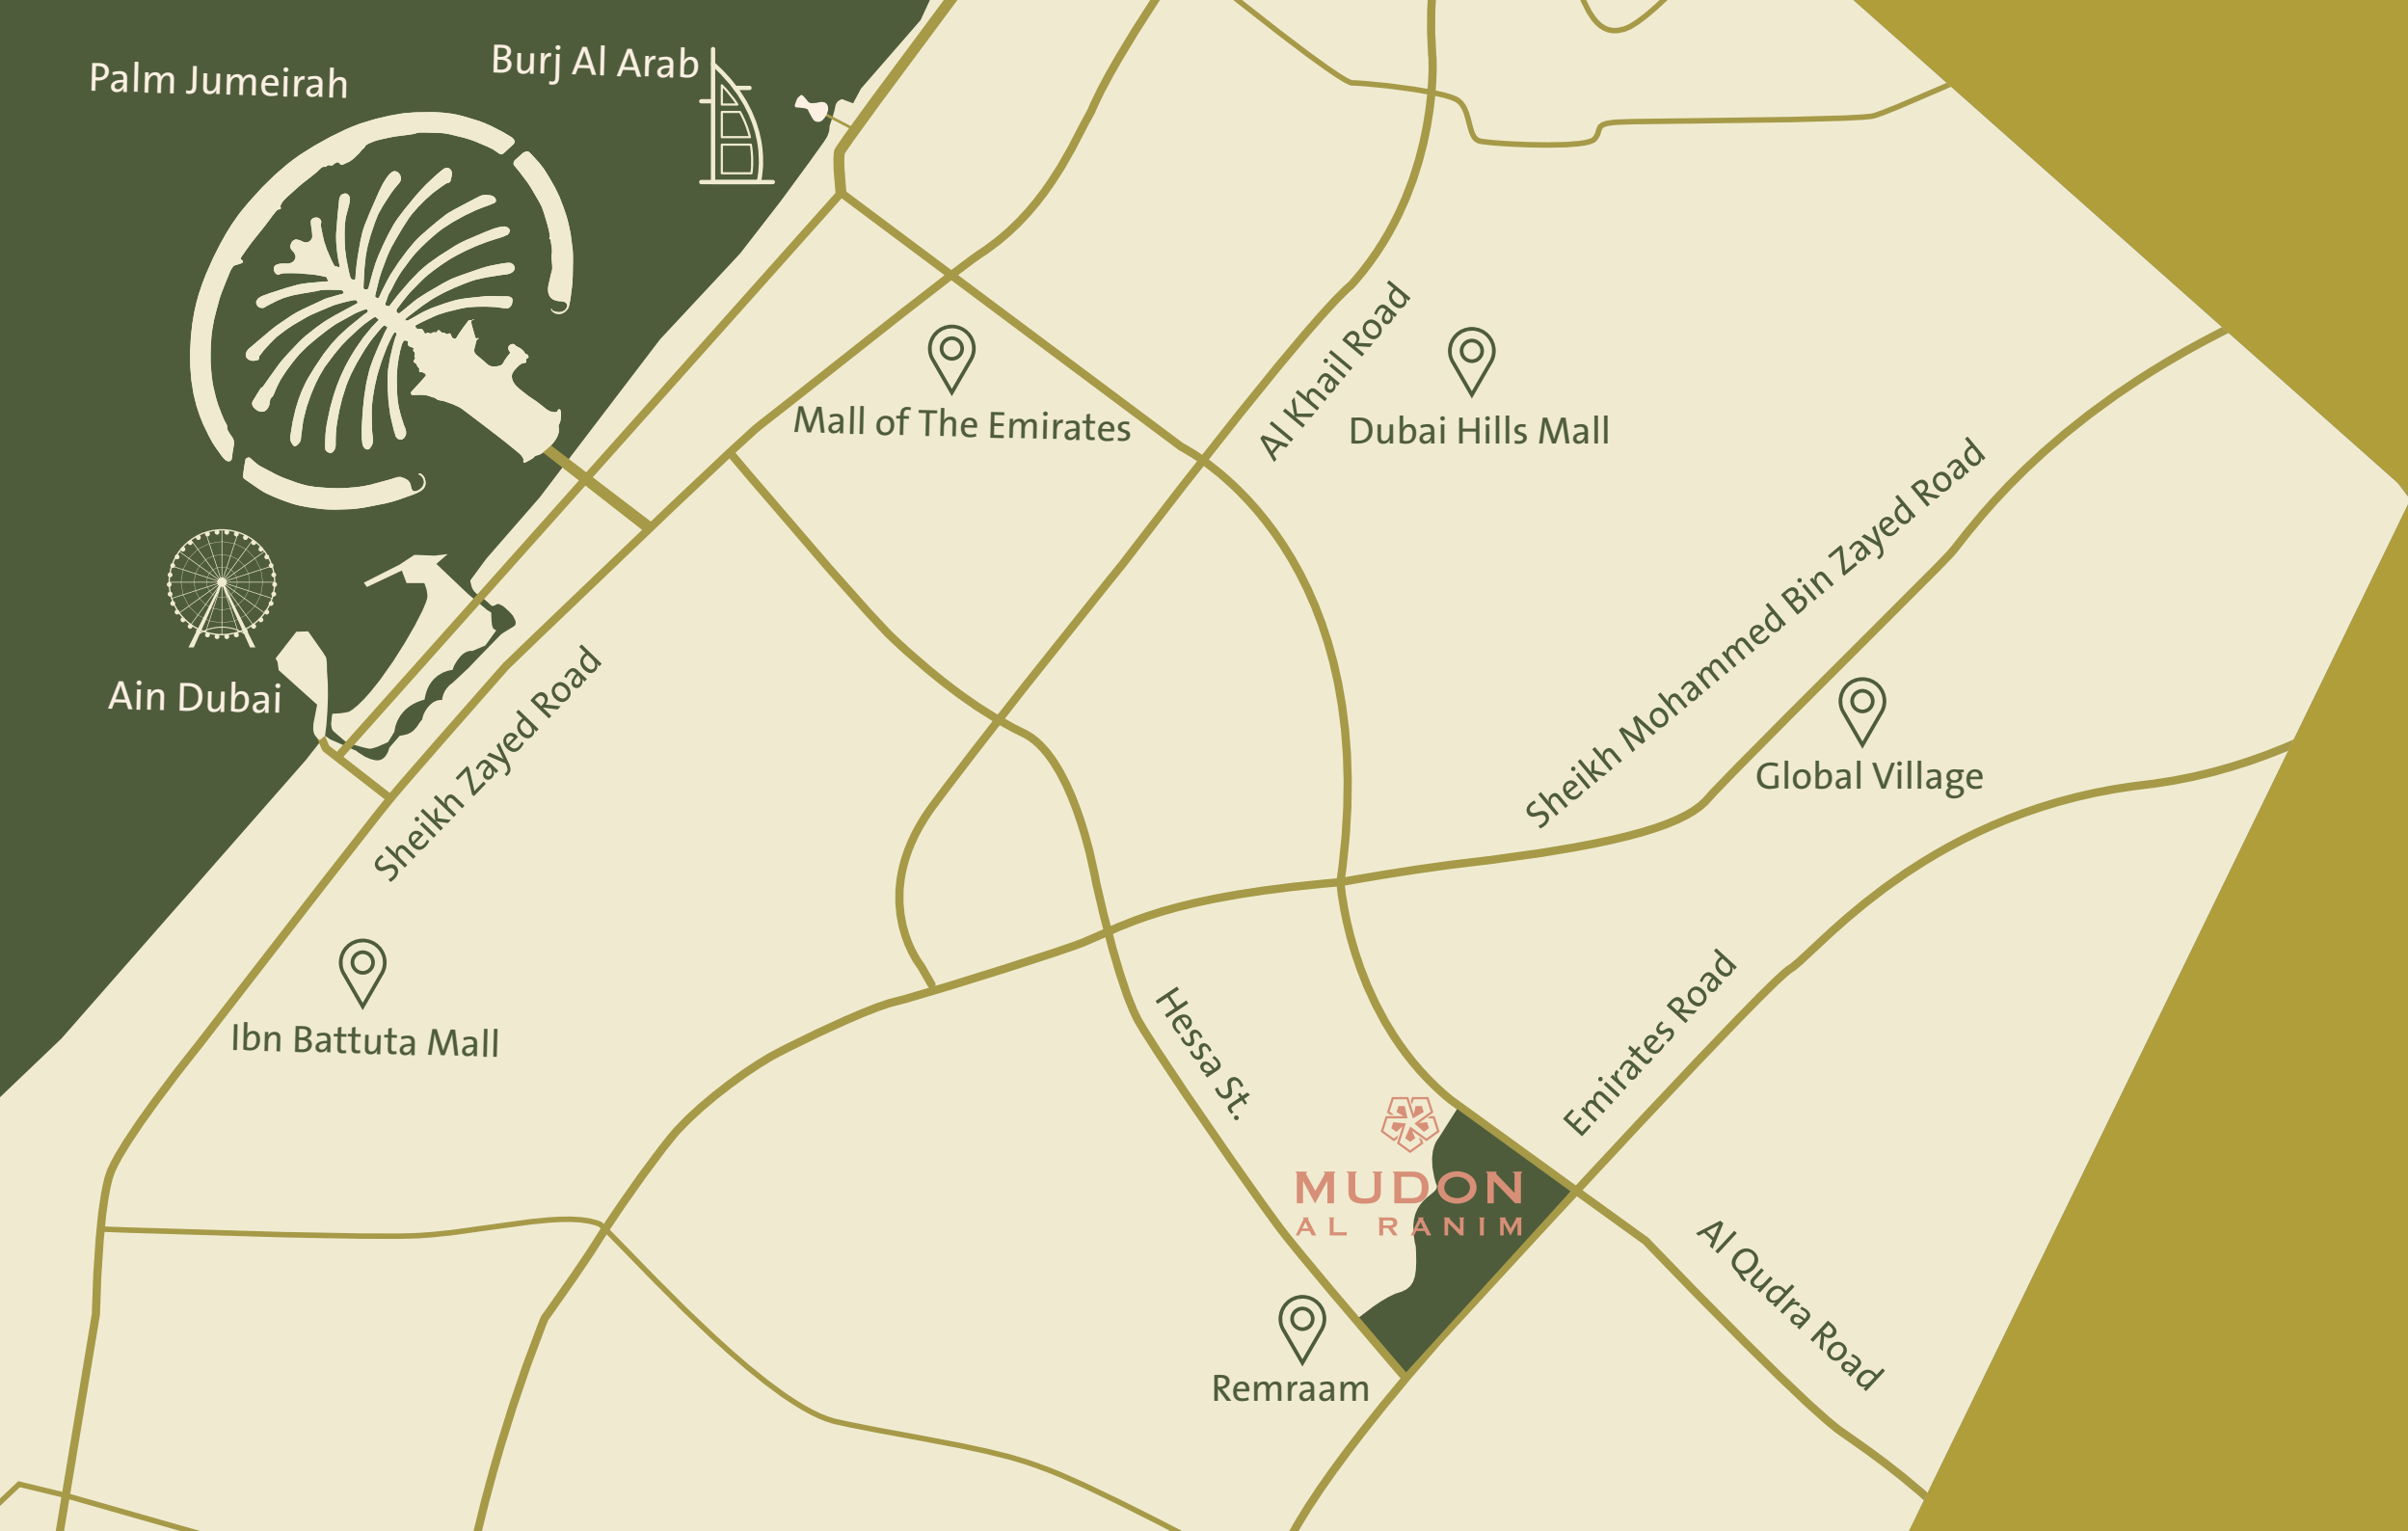 Palm Jumeirah
Burj Al Arab
Mall of The Emirates
Al Khail Road
Dubai Hills Mall
Sheikh Mohammed Bin Zayed Road
Ain Dubai
Sheikh Zayed Road
Global Village
Ibn Battuta Mall
Hessa St.
Emirates Road
MUDON
AL RANIM
Al Qudra Road
Remraam